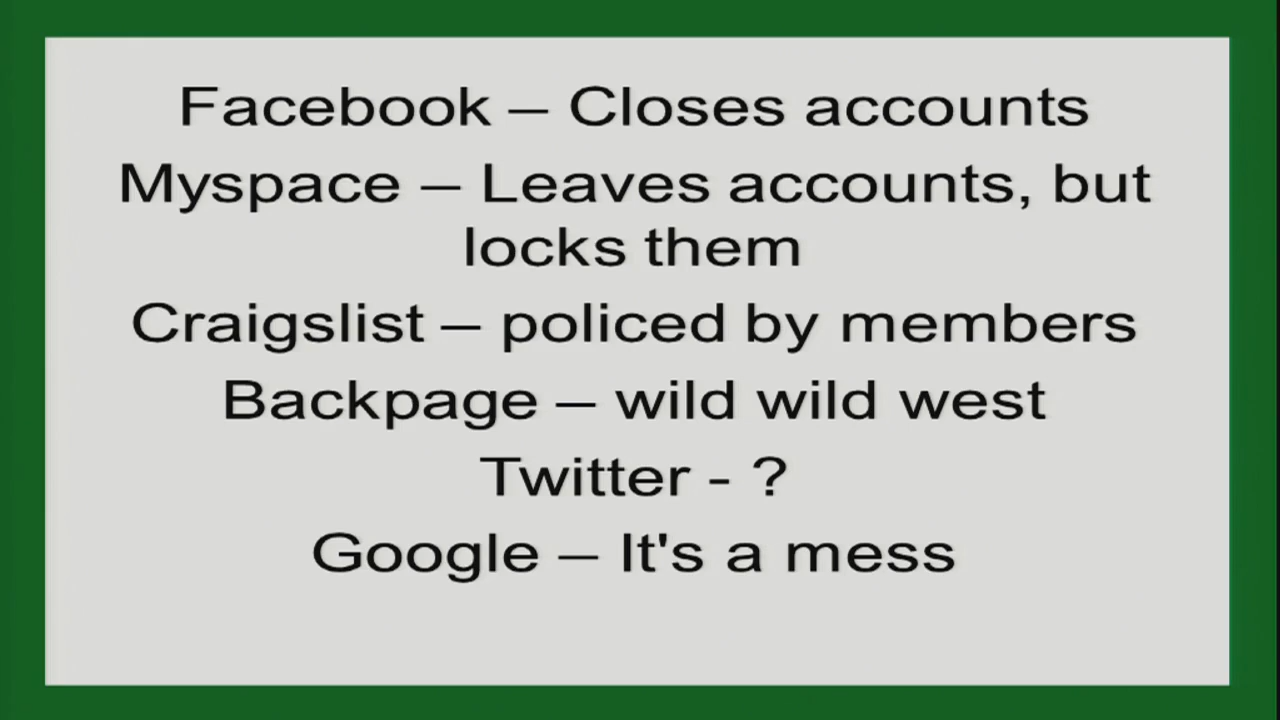 Facebook – Closes accounts
Myspace – Leaves accounts, but
locks them
Craigslist – policed by members
Backpage – wild wild west
Twitter - ?
Google – It's a mess